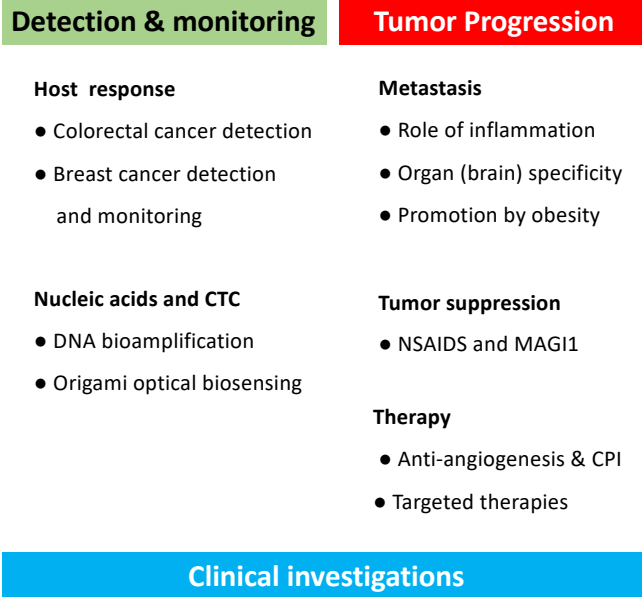 Detection & monitoring
Host response
● Colorectal cancer detection
● Breast cancer detection
and monitoring
Nucleic acids and CTC
● DNA bioamplification
● Origami optical biosensing
Tumor Progression
Metastasis
● Role of inflammation
● Organ (brain) specificity
● Promotion by obesity
Tumor suppression
● NSAIDS and MAGI1
Therapy
● Anti-angiogenesis & CPI
● Targeted therapies
Clinical investigations